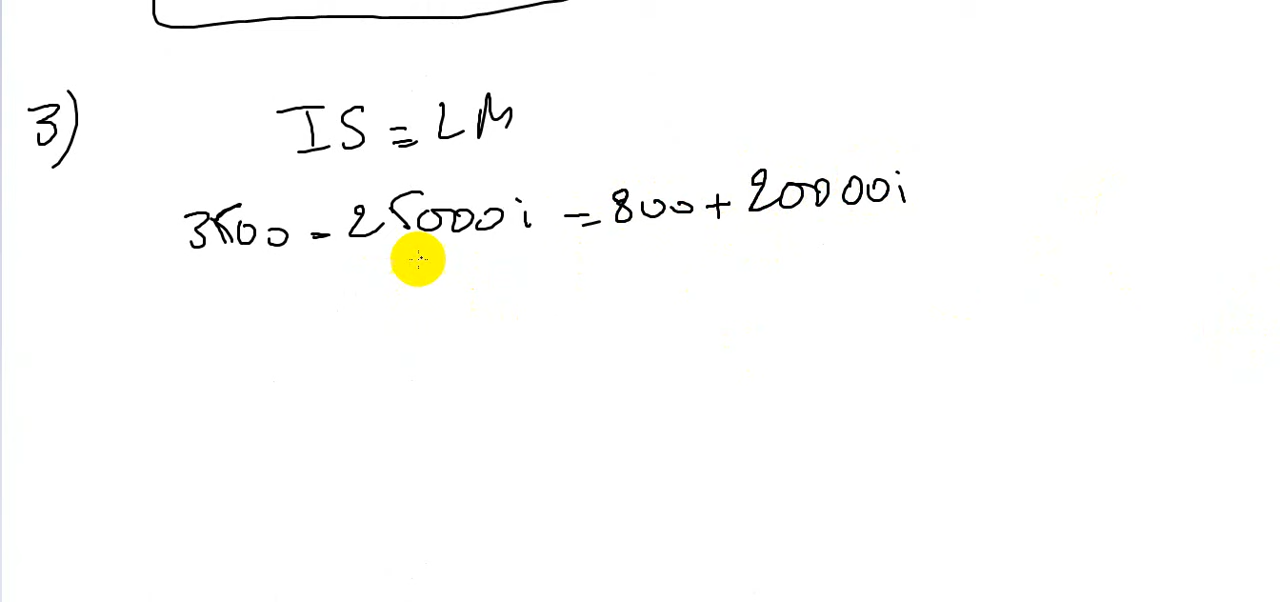 3)
IS = LM
3500 - 25000i = 800 + 20000i